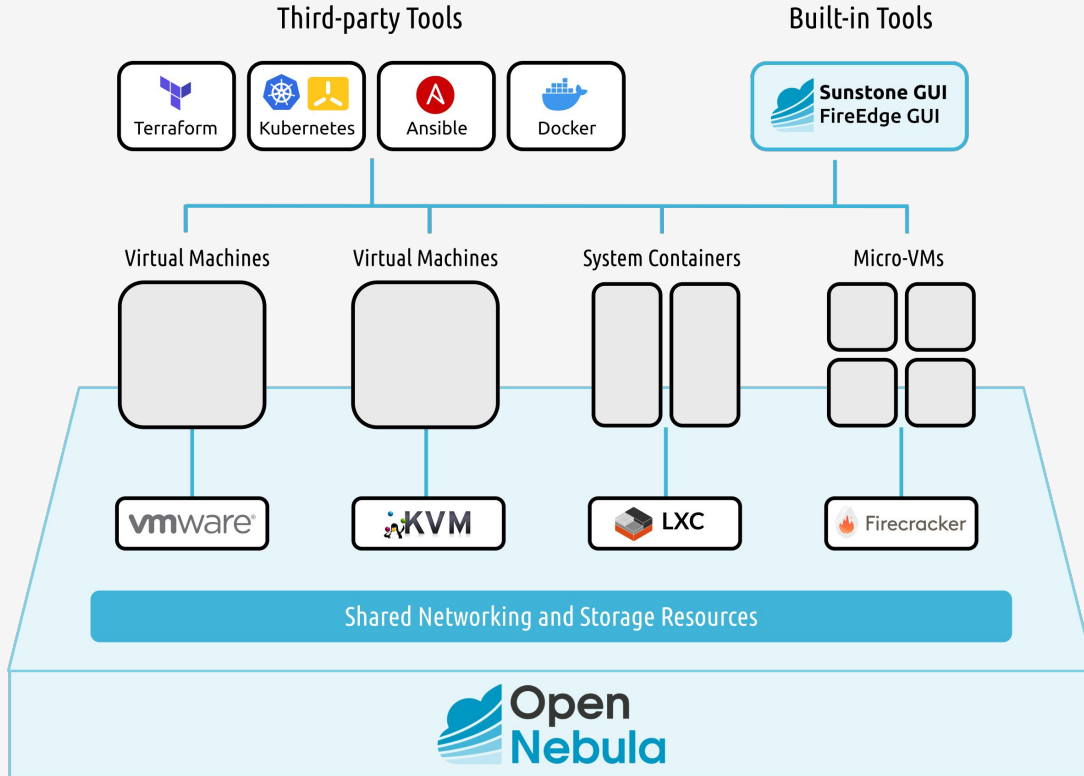 Third-party Tools
Built-in Tools
Terraform
Kubernetes
Ansible
Docker
Sunstone GUI
FireEdge GUI
Virtual Machines
Virtual Machines
System Containers
Micro-VMs
vmware®
KVM
LXC
Firecracker
Shared Networking and Storage Resources
Open
Nebula